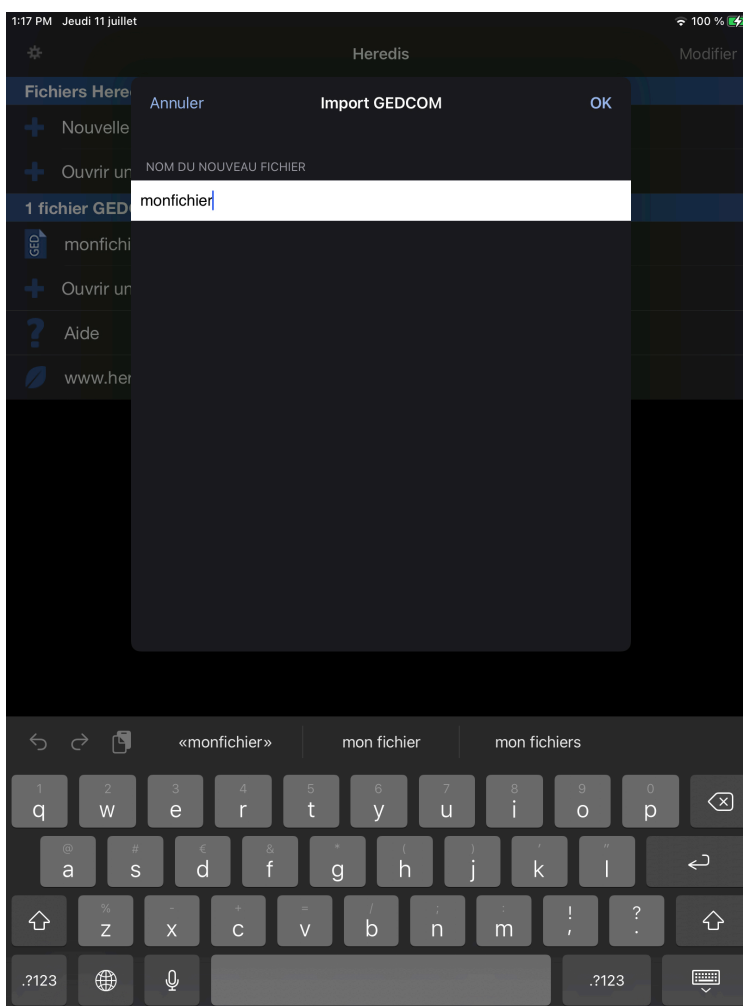 1:17 PM Jeudi 11 juillet 100 %
Heredis Modifier
Fichiers Here
Annuler Import GEDCOM OK
Nouvelle
NOM DU NOUVEAU FICHIER
Ouvrir un
monfichier
1 fichier GED
GED monfichi
Ouvrir un
? Aide
www.her
«monfichier» mon fichier mon fichiers
1 2 3 4 5 6 7 8 9 0
q w e r t y u i o p
@ # € & * ( ) ' "
a s d f g h j k l
% - + = / ; : ! ?
z x c v b n m , .
.?123 .?123